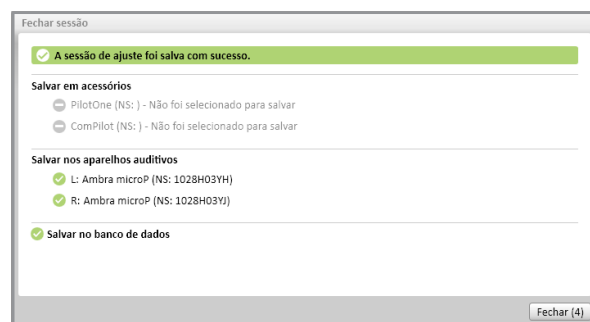 Fechar sessão
A sessão de ajuste foi salva com sucesso.
Salvar em acessórios
PilotOne (NS: ) - Não foi selecionado para salvar
ComPilot (NS: ) - Não foi selecionado para salvar
Salvar nos aparelhos auditivos
L: Ambra microP (NS: 1028H03YH)
R: Ambra microP (NS: 1028H03YJ)
Salvar no banco de dados
Fechar (4)